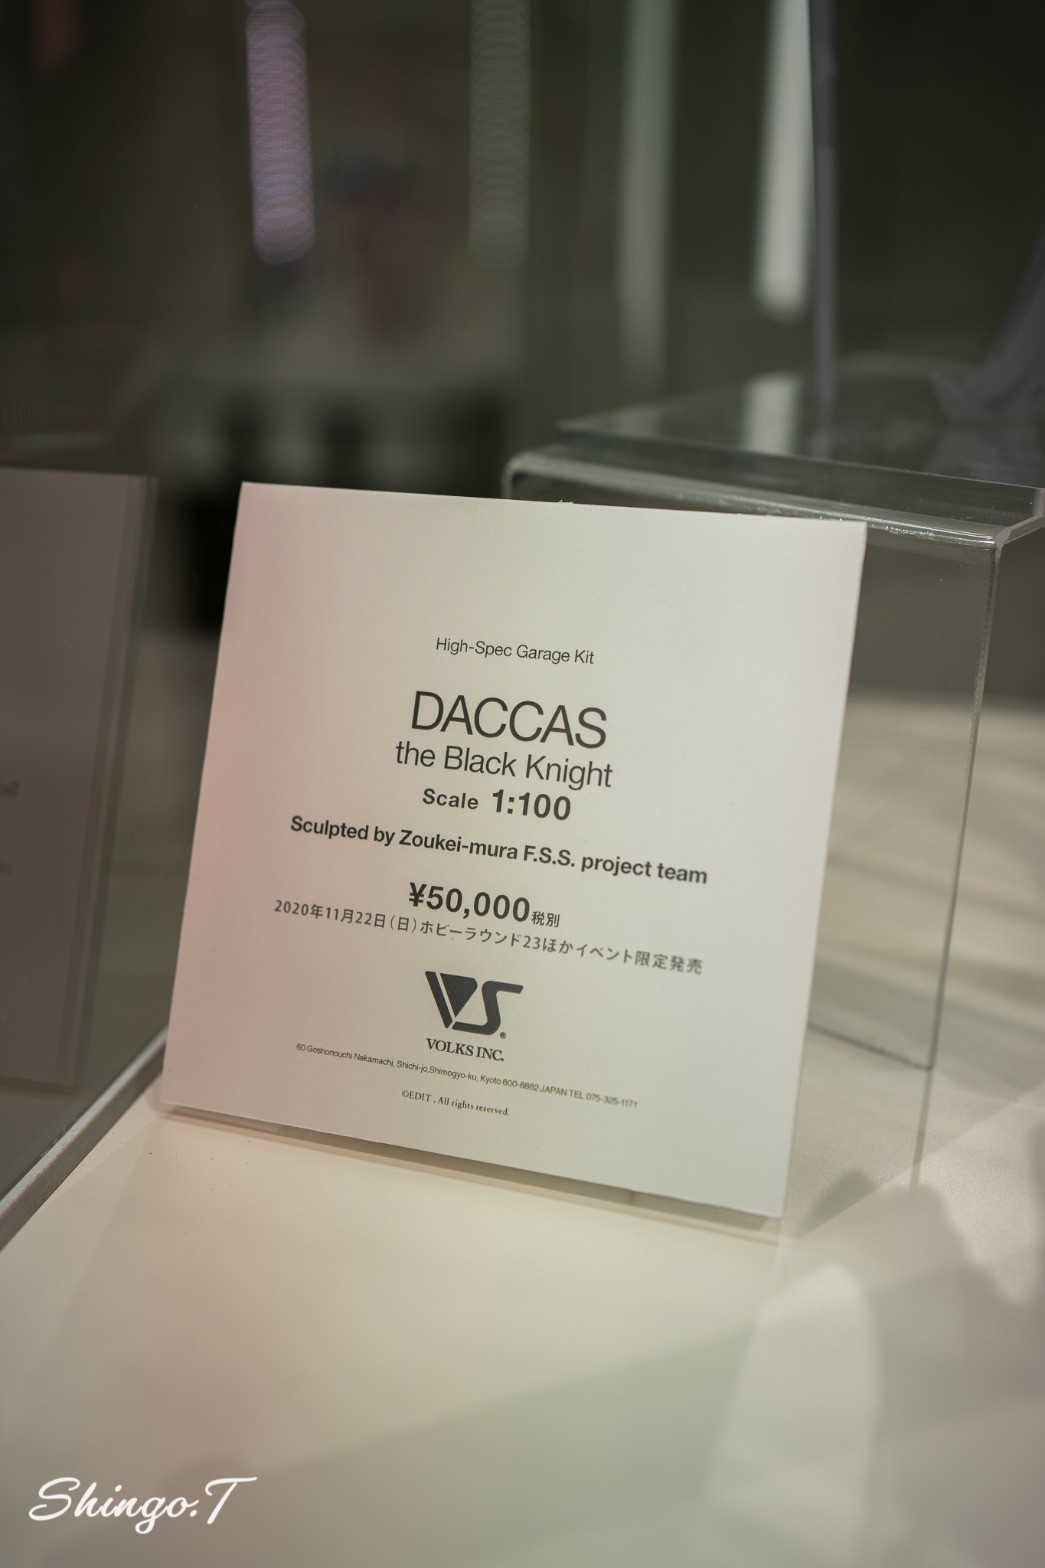 High-Spec Garage Kit
DACCAS
the Black Knight
Scale 1:100
Sculpted by Zoukei-mura F.S.S. project team
¥50,000税別
2020年11月22日(日)ホビーラウンド23ほかイベント限定発売
VS®
VOLKS INC.
60 Goshonouchi Nakamachi, Shichi-jo,Shimogyo-ku, Kyoto 600-8862 JAPAN TEL 075-325-1171
©EDIT , All rights reserved.
Shingo.T